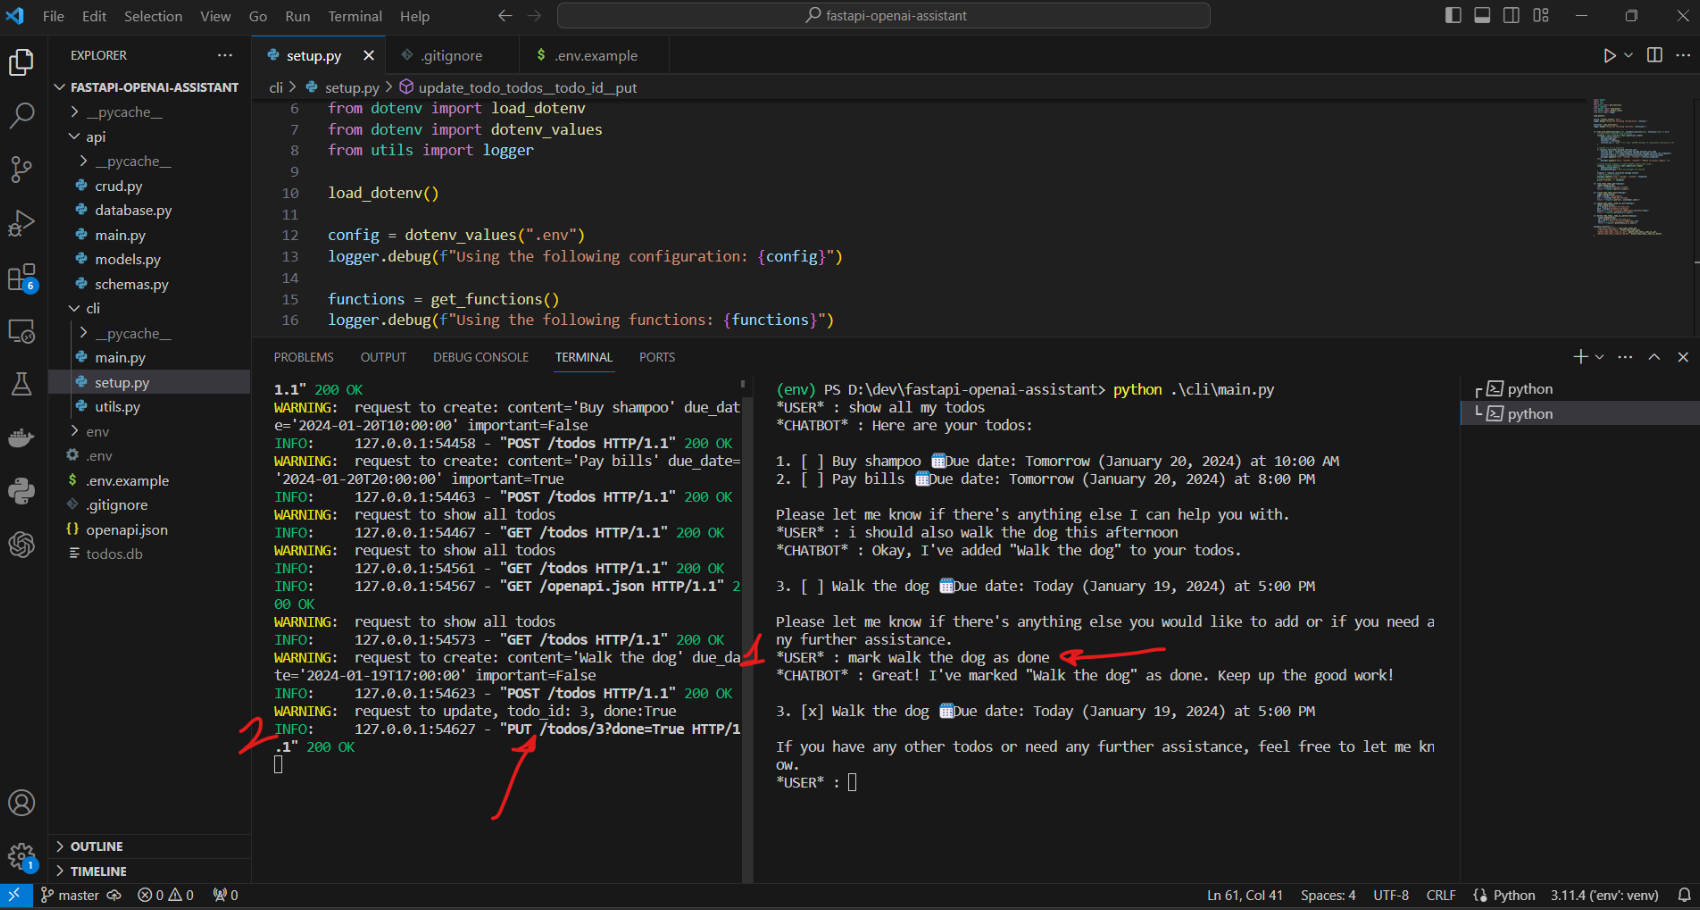 File Edit Selection View Go Run Terminal Help
fastapi-openai-assistant
EXPLORER
FASTAPI-OPENAI-ASSISTANT
__pycache__
api
__pycache__
crud.py
database.py
main.py
models.py
schemas.py
cli
__pycache__
main.py
setup.py
utils.py
env
.env
$ .env.example
.gitignore
{} openapi.json
todos.db
OUTLINE
TIMELINE
6
1
setup.py
.gitignore
$ .env.example
cli > setup.py > update_todo_todos__todo_id__put
6 from dotenv import load_dotenv
7 from dotenv import dotenv_values
8 from utils import logger
9
10 load_dotenv()
11
12 config = dotenv_values(".env")
13 logger.debug(f"Using the following configuration: {config}")
14
15 functions = get_functions()
16 logger.debug(f"Using the following functions: {functions}")
PROBLEMS OUTPUT DEBUG CONSOLE TERMINAL PORTS
1.1" 200 OK
WARNING:  request to create: content='Buy shampoo' due_dat
e='2024-01-20T10:00:00' important=False
INFO:     127.0.0.1:54458 - "POST /todos HTTP/1.1" 200 OK
WARNING:  request to create: content='Pay bills' due_date=
'2024-01-20T20:00:00' important=True
INFO:     127.0.0.1:54463 - "POST /todos HTTP/1.1" 200 OK
WARNING:  request to show all todos
INFO:     127.0.0.1:54467 - "GET /todos HTTP/1.1" 200 OK
WARNING:  request to show all todos
INFO:     127.0.0.1:54561 - "GET /todos HTTP/1.1" 200 OK
INFO:     127.0.0.1:54567 - "GET /openapi.json HTTP/1.1" 2
00 OK
WARNING:  request to show all todos
INFO:     127.0.0.1:54573 - "GET /todos HTTP/1.1" 200 OK
WARNING:  request to create: content='Walk the dog' due_da
te='2024-01-19T17:00:00' important=False
INFO:     127.0.0.1:54623 - "POST /todos HTTP/1.1" 200 OK
WARNING:  request to update, todo_id: 3, done:True
INFO:     127.0.0.1:54627 - "PUT /todos/3?done=True HTTP/1
.1" 200 OK
2
1
(env) PS D:\dev\fastapi-openai-assistant> python .\cli\main.py
*USER* : show all my todos
*CHATBOT* : Here are your todos:
1. [ ] Buy shampoo 🗓Due date: Tomorrow (January 20, 2024) at 10:00 AM
2. [ ] Pay bills 🗓Due date: Tomorrow (January 20, 2024) at 8:00 PM
Please let me know if there's anything else I can help you with.
*USER* : i should also walk the dog this afternoon
*CHATBOT* : Okay, I've added "Walk the dog" to your todos.
3. [ ] Walk the dog 🗓Due date: Today (January 19, 2024) at 5:00 PM
Please let me know if there's anything else you would like to add or if you need a
ny further assistance.
*USER* : mark walk the dog as done
*CHATBOT* : Great! I've marked "Walk the dog" as done. Keep up the good work!
3. [x] Walk the dog 🗓Due date: Today (January 19, 2024) at 5:00 PM
If you have any other todos or need any further assistance, feel free to let me kn
ow.
*USER* :
python
python
master 0 0 0 Ln 61, Col 41 Spaces: 4 UTF-8 CRLF Python 3.11.4 ('env': venv)